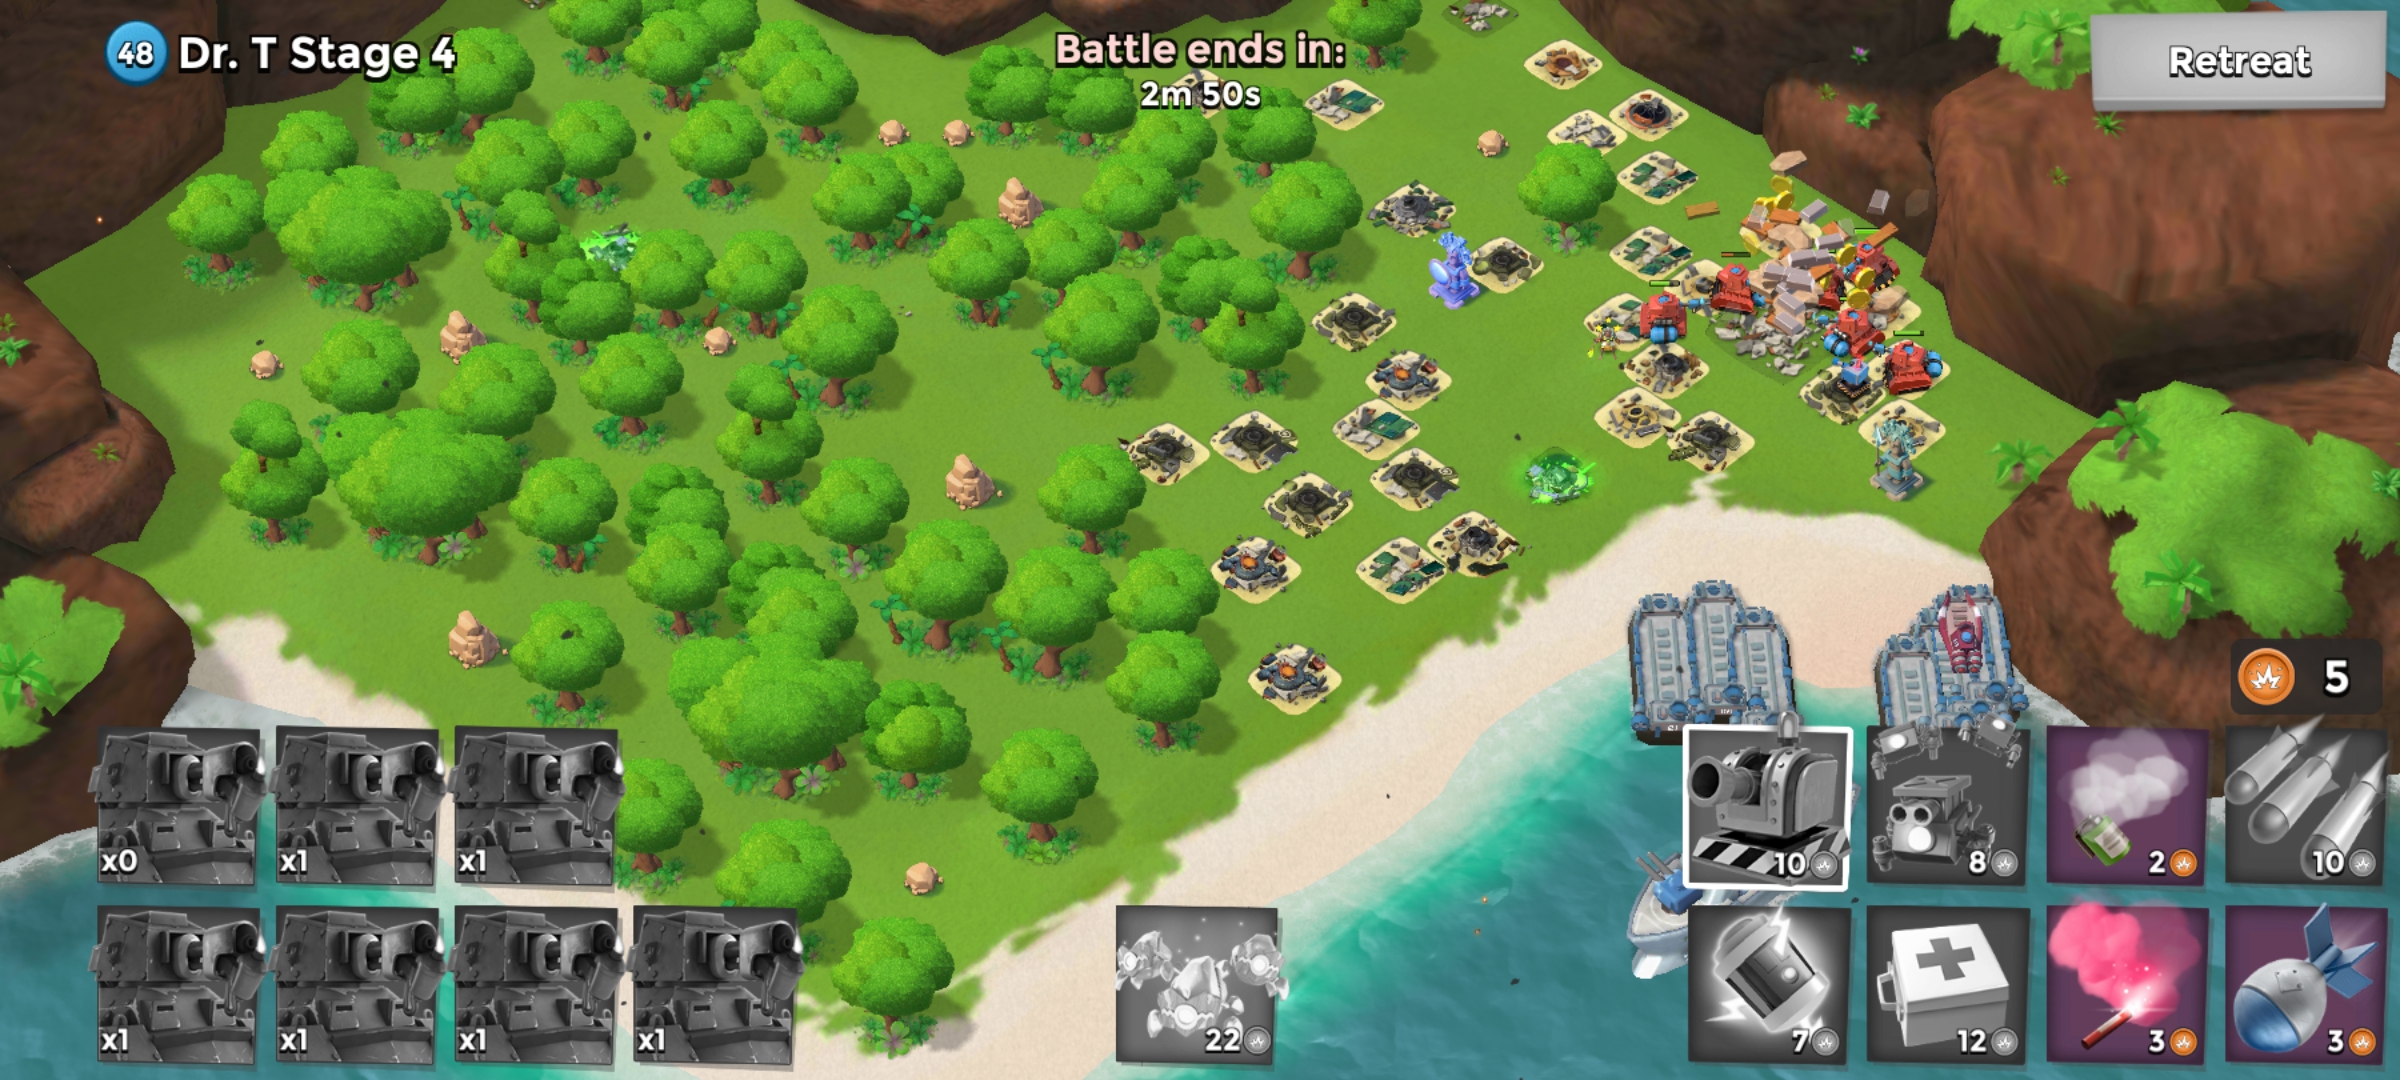 48 Dr. T Stage 4
Battle ends in:
2m 50s
Retreat
5
x0
x1
x1
10
8
2
10
x1
x1
x1
x1
22
7
12
3
3